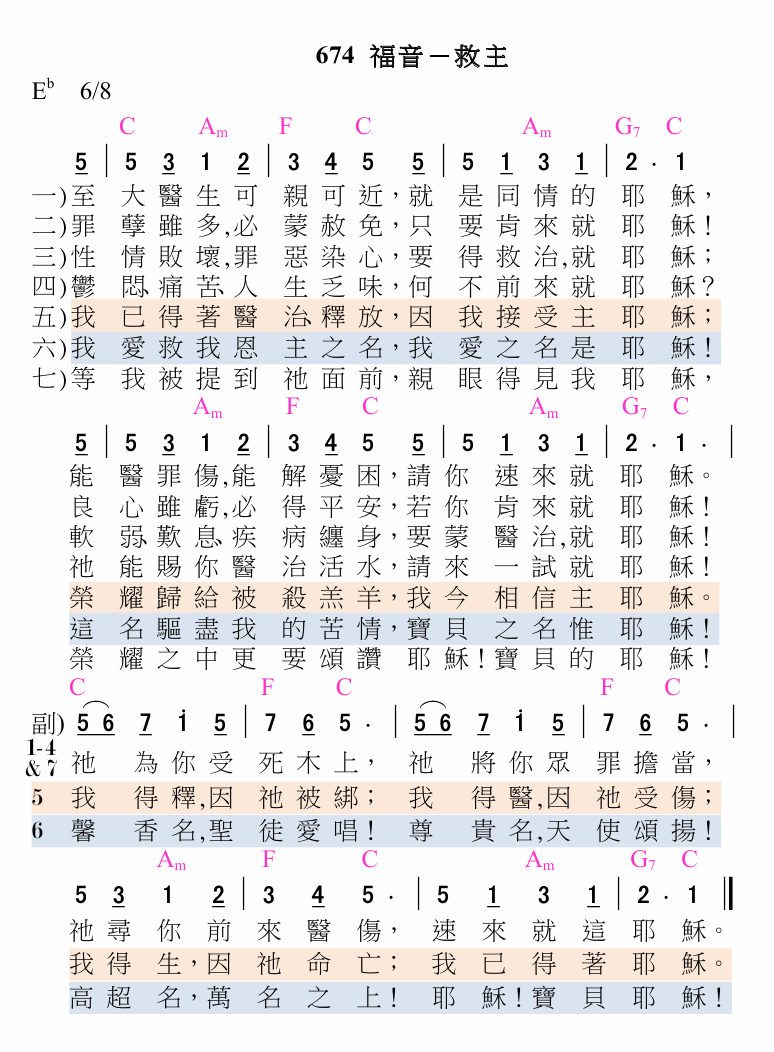 674 福音－救主
E♭ 6/8
C Am F C Am G7 C
5 | 5 3 1 2 | 3 4 5 5 | 5 1 3 1 | 2 · 1
一)至大醫生可親可近，就是同情的耶穌，
二)罪孽雖多,必蒙赦免，只要肯來就耶穌！
三)性情敗壞,罪惡染心，要得救治,就耶穌；
四)鬱悶、痛苦、人生乏味，何不前來就耶穌？
五)我已得著醫治、釋放，因我接受主耶穌；
六)我愛救我恩主之名，我愛之名是耶穌！
七)等我被提到祂面前，親眼得見我耶穌，
Am F C Am G7 C
5 | 5 3 1 2 | 3 4 5 5 | 5 1 3 1 | 2 · 1 · |
能醫罪傷,能解憂困，請你速來就耶穌。
良心雖虧,必得平安，若你肯來就耶穌！
軟弱、歎息、疾病纏身，要蒙醫治,就耶穌！
祂能賜你醫治活水，請來一試就耶穌！
榮耀歸給被殺羔羊，我今相信主耶穌。
這名驅盡我的苦情，寶貝之名惟耶穌！
榮耀之中更要頌讚耶穌！寶貝的耶穌！
C F C F C
副) 5 6 7 i 5 | 7 6 5 · | 5 6 7 i 5 | 7 6 5 · |
1-4 & 7 祂為你受死木上，祂將你眾罪擔當，
5 我得釋,因祂被綁；我得醫,因祂受傷；
6 馨香名,聖徒愛唱！尊貴名,天使頌揚！
Am F C Am G7 C
5 3 1 2 | 3 4 5 · | 5 1 3 1 | 2 · 1 ‖
祂尋你前來醫傷，速來就這耶穌。
我得生，因祂命亡；我已得著耶穌。
高超名，萬名之上！耶穌！寶貝耶穌！